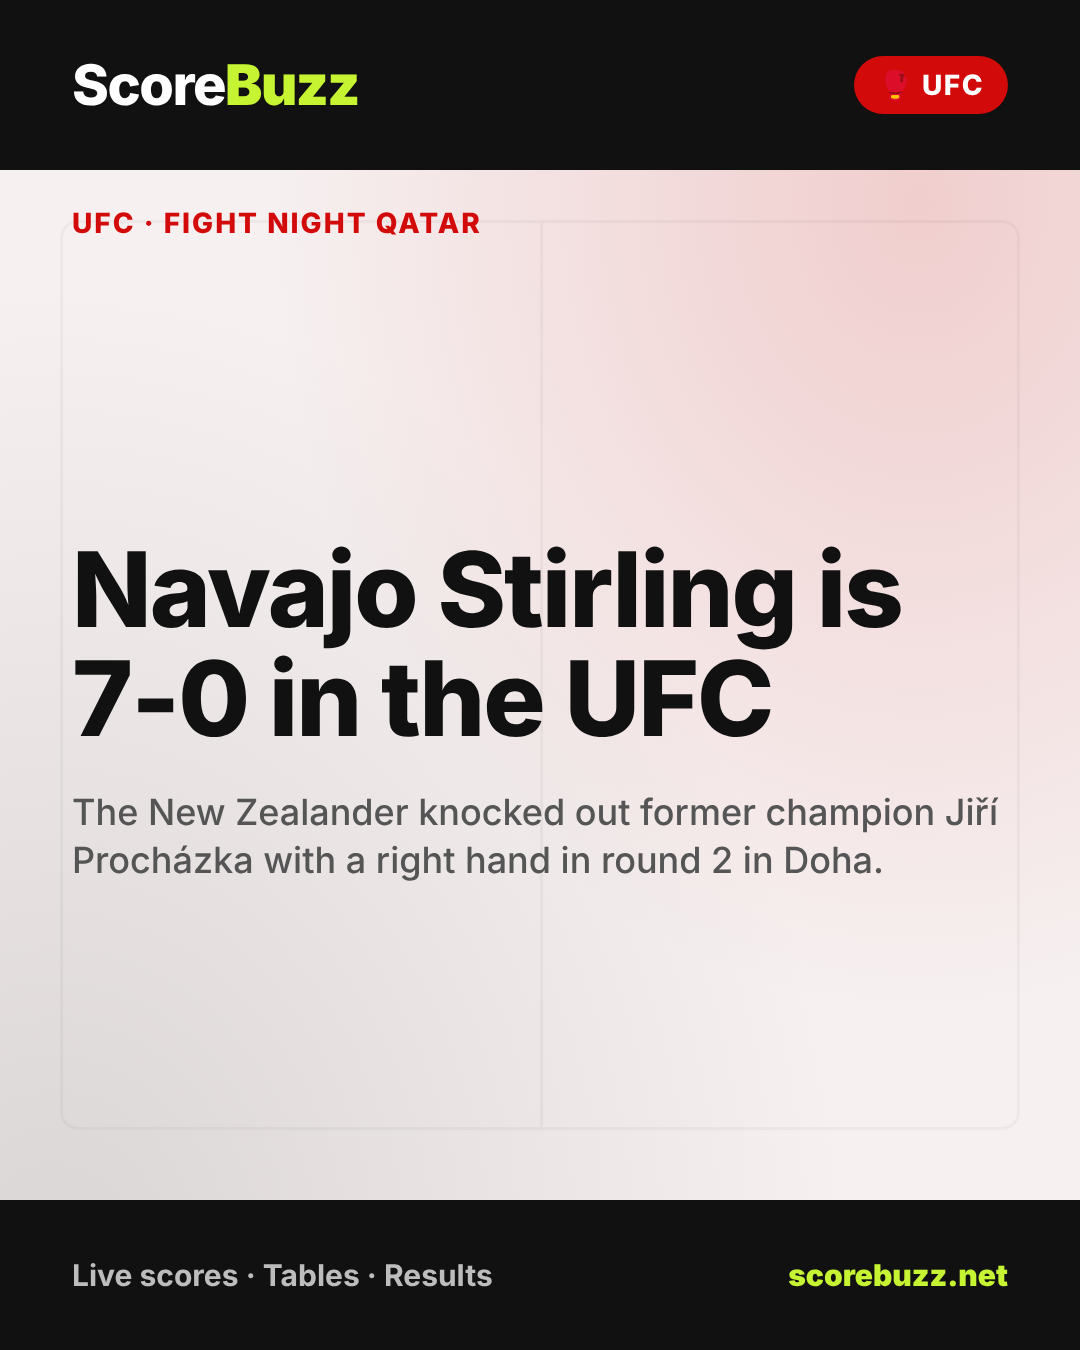 ScoreBuzz
UFC
UFC · FIGHT NIGHT QATAR
Navajo Stirling is
7-0 in the UFC
The New Zealander knocked out former champion Jiří
Procházka with a right hand in round 2 in Doha.
Live scores · Tables · Results
scorebuzz.net